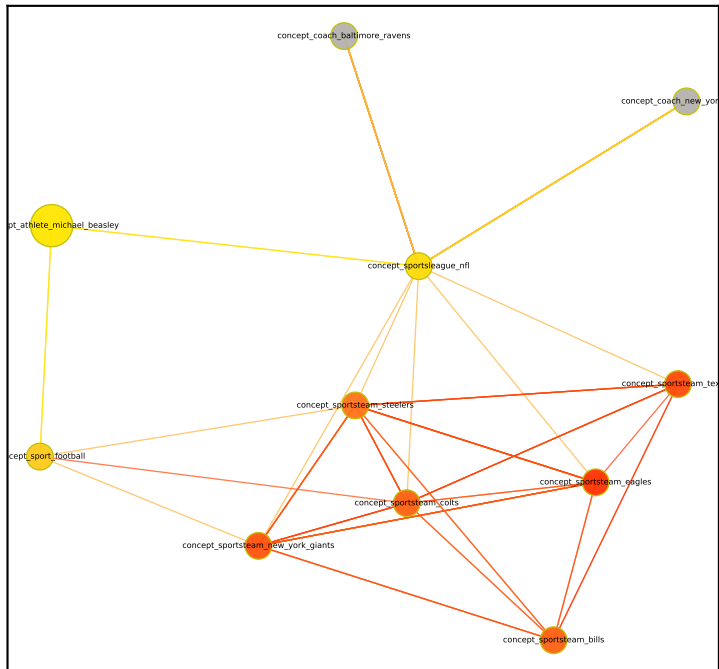 concept_coach_baltimore_ravens
concept_coach_new_yor
pt_athlete_michael_beasley
concept_sportsleague_nfl
concept_sportsteam_tex
concept_sportsteam_steelers
cept_sport_football
concept_sportsteam_eagles
concept_sportsteam_colts
concept_sportsteam_new_york_giants
concept_sportsteam_bills